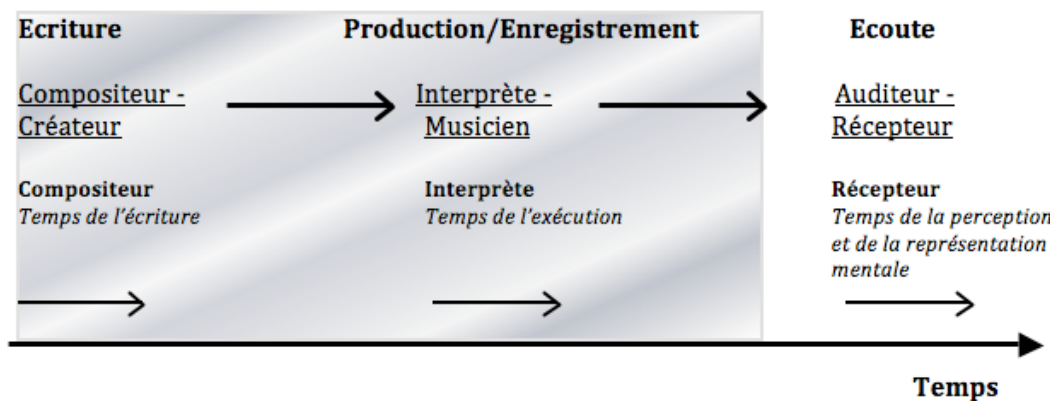 Ecriture
Production/Enregistrement
Ecoute
Compositeur -
Créateur
Interprète -
Musicien
Auditeur -
Récepteur
Compositeur
Temps de l'écriture
Interprète
Temps de l'exécution
Récepteur
Temps de la perception
et de la représentation
mentale
Temps